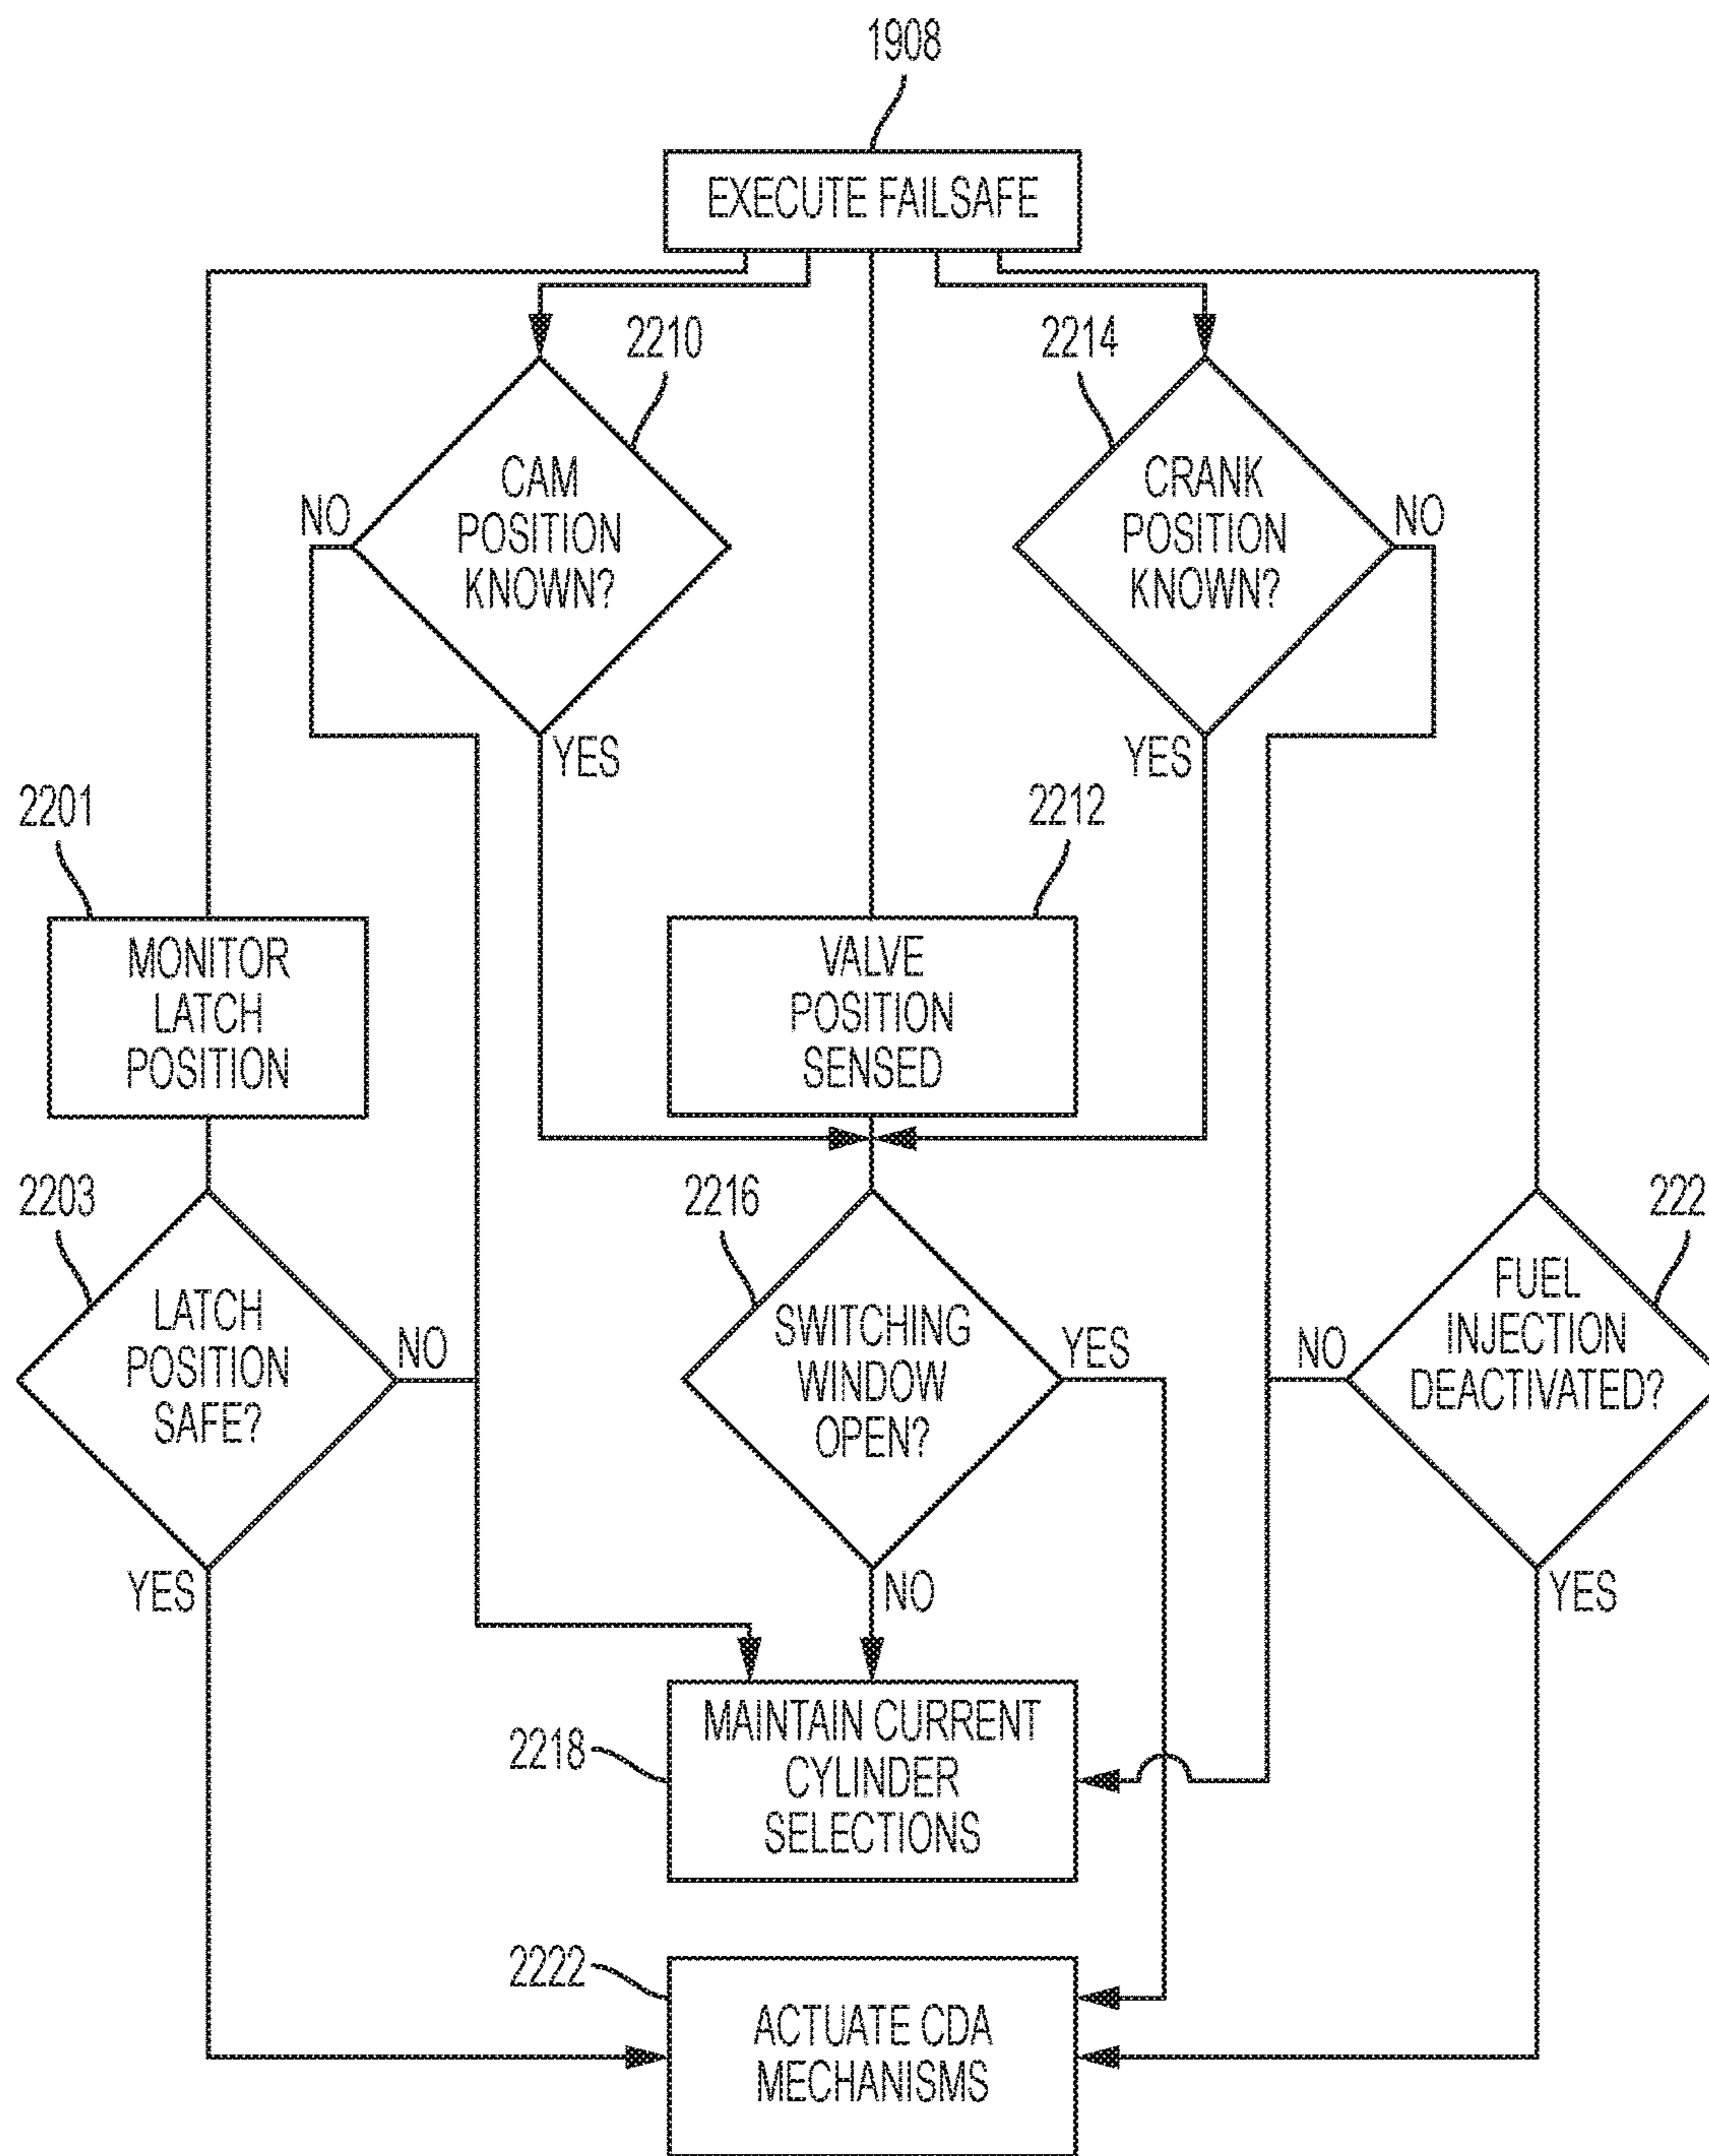 1908
EXECUTE FAILSAFE
2210
2214
CAM
POSITION
KNOWN?
NO
YES
CRANK
POSITION
KNOWN?
NO
YES
2201
MONITOR
LATCH
POSITION
2212
VALVE
POSITION
SENSED
2203
LATCH
POSITION
SAFE?
NO
YES
2216
SWITCHING
WINDOW
OPEN?
YES
NO
222
FUEL
INJECTION
DEACTIVATED?
NO
YES
2218
MAINTAIN CURRENT
CYLINDER
SELECTIONS
2222
ACTUATE CDA
MECHANISMS